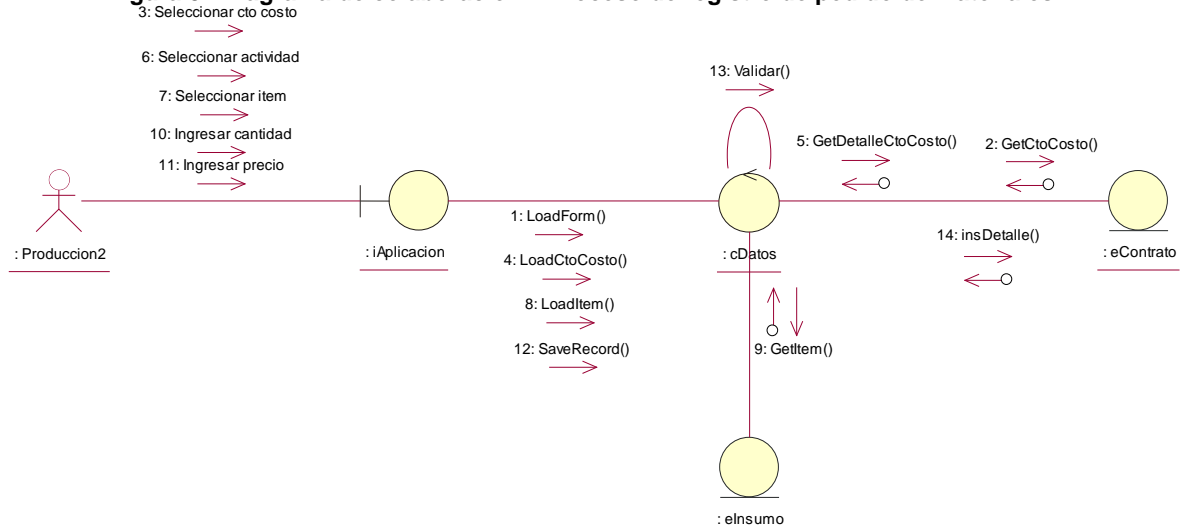 3: Seleccionar cto costo
6: Seleccionar actividad
7: Seleccionar item
10: Ingresar cantidad
11: Ingresar precio
13: Validar()
5: GetDetalleCtoCosto()
2: GetCtoCosto()
1: LoadForm()
4: LoadCtoCosto()
8: LoadItem()
12: SaveRecord()
14: insDetalle()
9: GetItem()
: Produccion2
: iAplicacion
: cDatos
: eContrato
: eInsumo